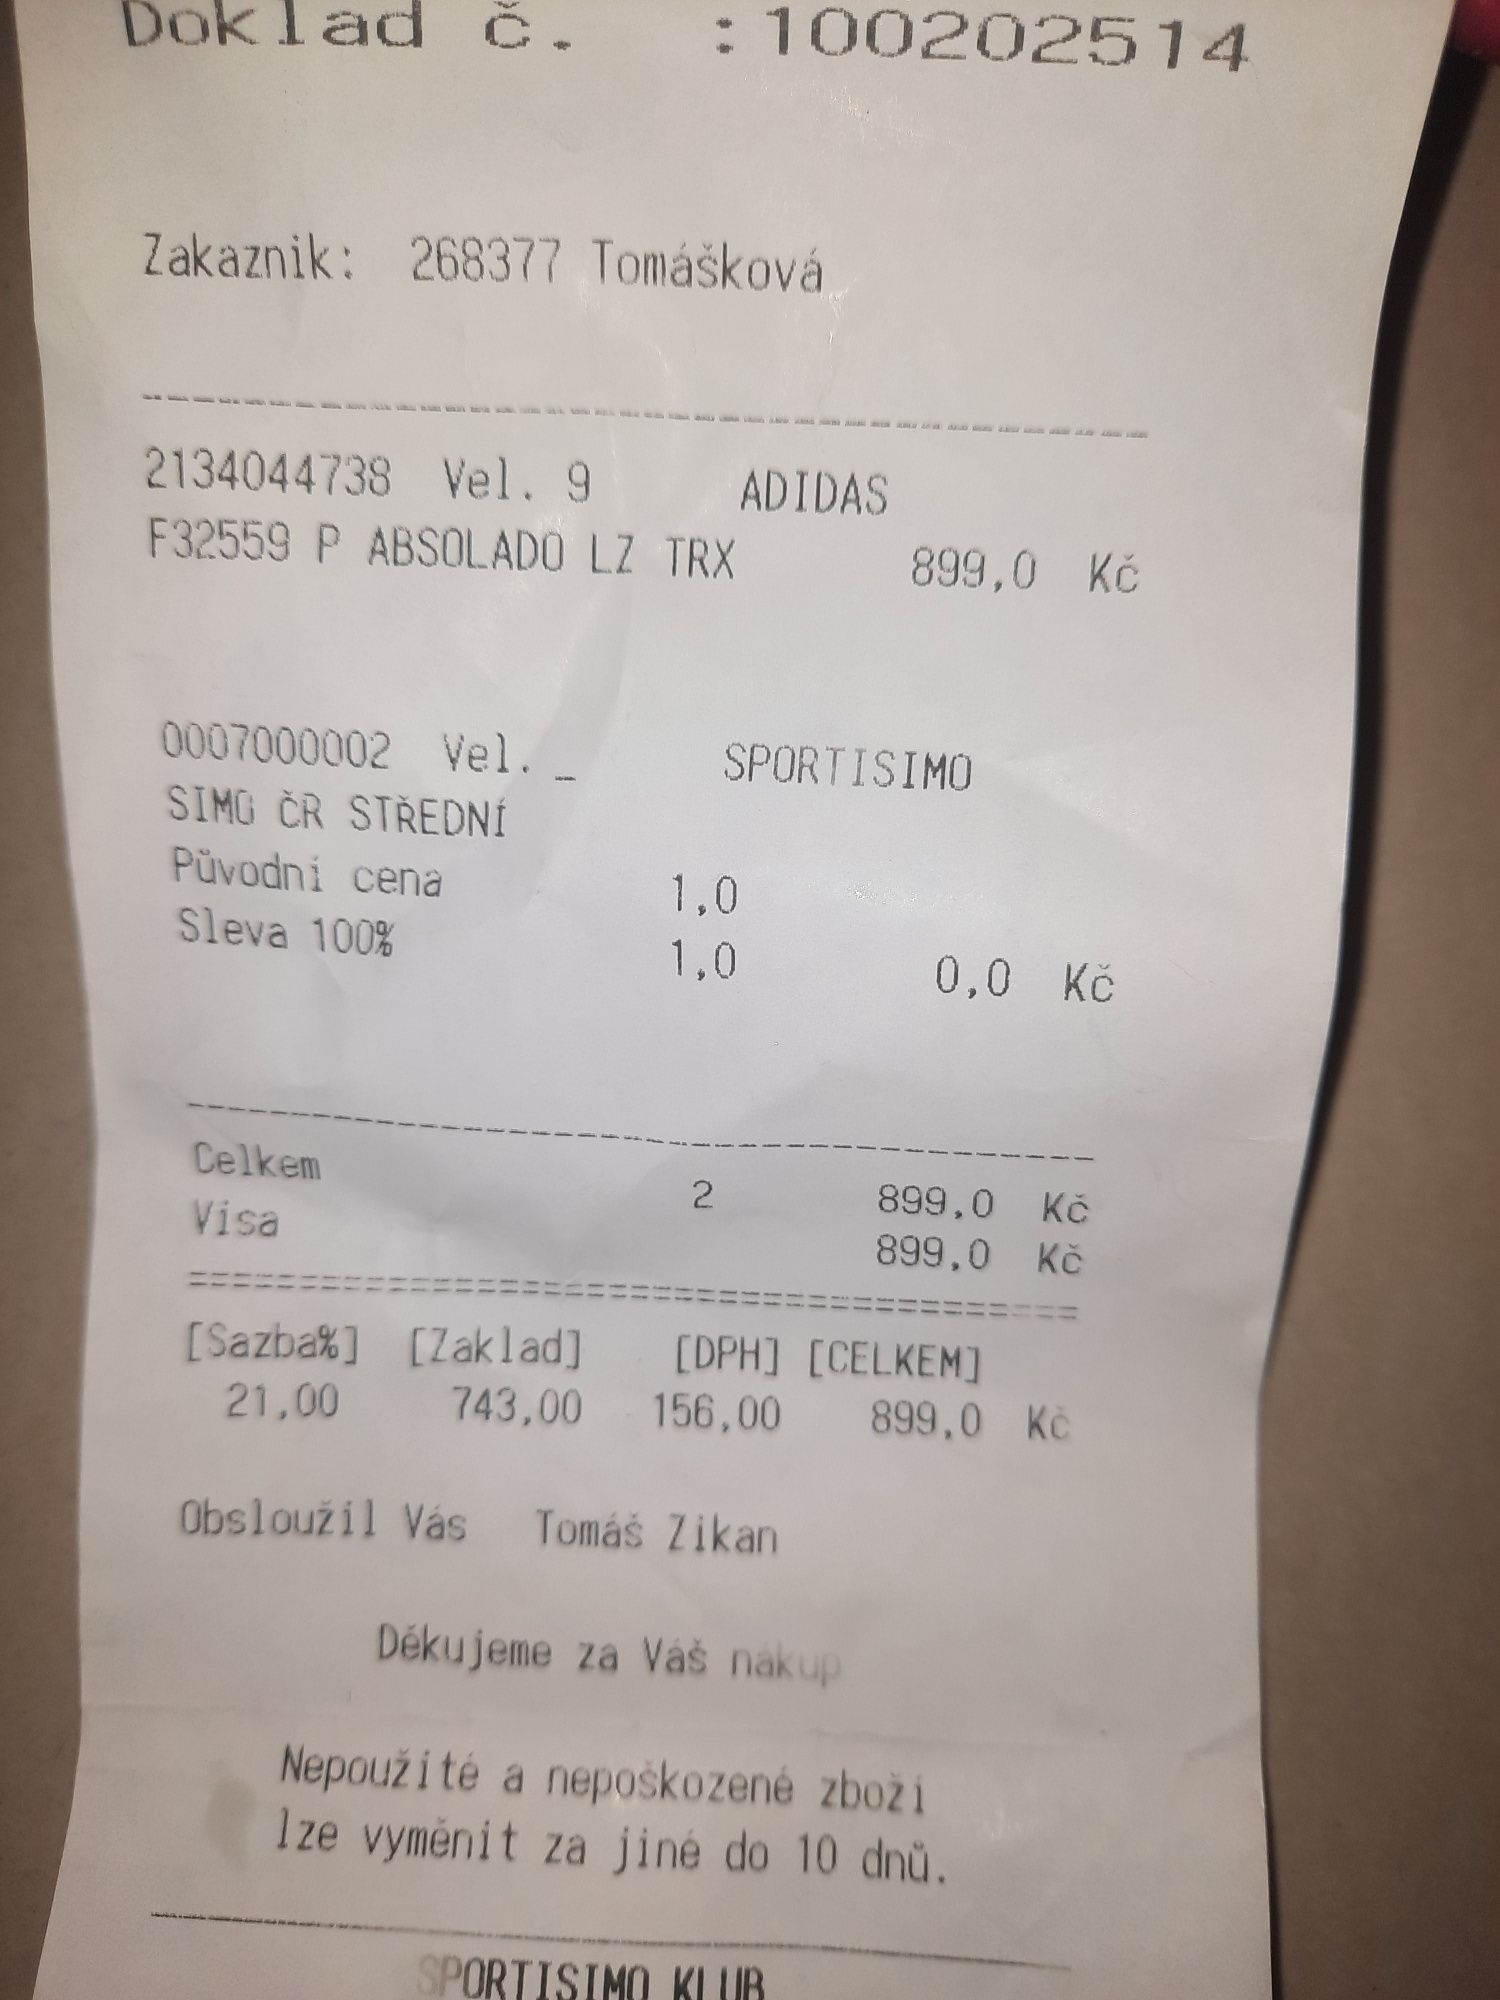 Doklad č. :100202514
Zakaznik: 268377 Tomášková
2134044738 Vel. 9 ADIDAS
F32559 P ABSOLADO LZ TRX 899,0 Kč
0007000002 Vel. _ SPORTISIMO
SIMO ČR STŘEDNÍ
Původní cena 1,0
Sleva 100% 1,0 0,0 Kč
Celkem 2 899,0 Kč
Visa 899,0 Kč
[Sazba%] [Zaklad] [DPH] [CELKEM]
21,00 743,00 156,00 899,0 Kč
Obsloužil Vás Tomáš Zikan
Děkujeme za Váš nákup
Nepoužité a nepoškozené zboží
lze vyměnit za jiné do 10 dnů.
SPORTISIMO KLUB